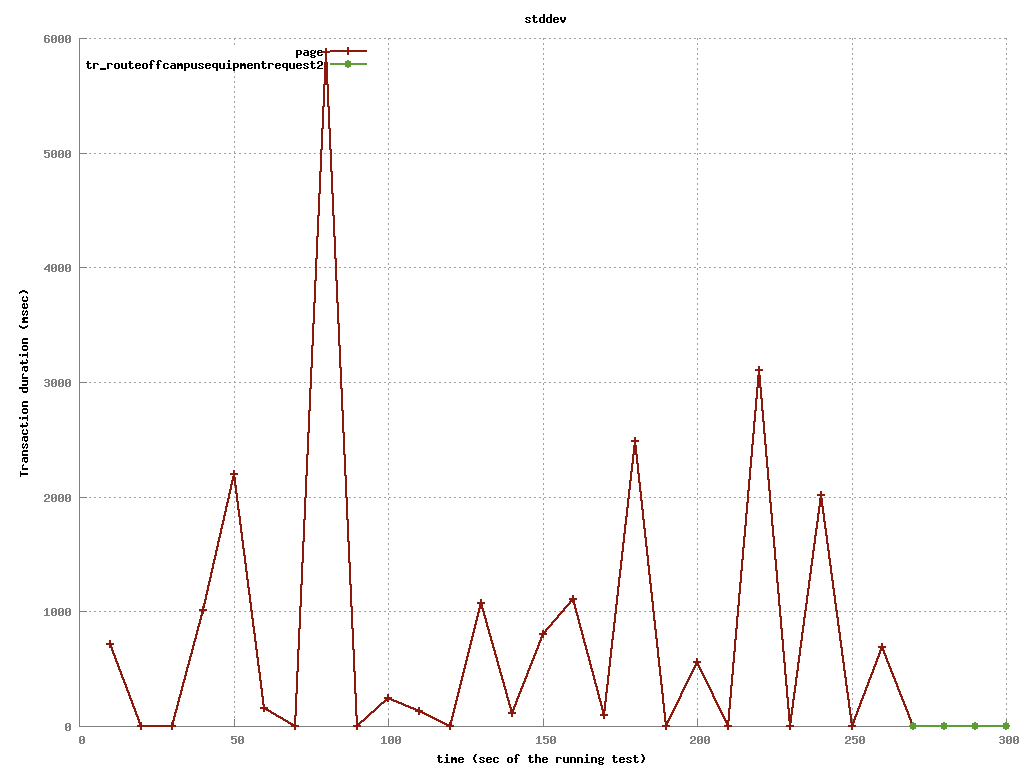 stddev
6000
page
tr_routeoffcampusequipmentrequest2
5000
4000
3000
2000
1000
0
Transaction duration (msec)
0 50 100 150 200 250 300
time (sec of the running test)